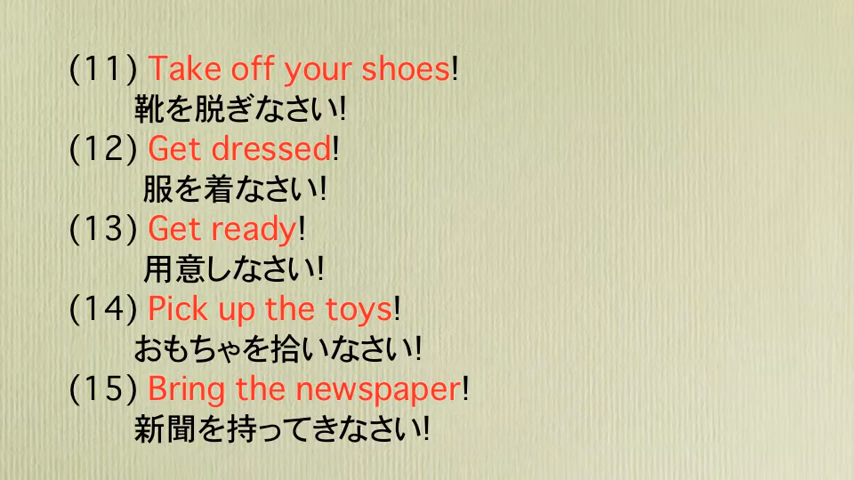 (11) Take off your shoes!
靴を脱ぎなさい!
(12) Get dressed!
服を着なさい!
(13) Get ready!
用意しなさい!
(14) Pick up the toys!
おもちゃを拾いなさい!
(15) Bring the newspaper!
新聞を持ってきなさい!